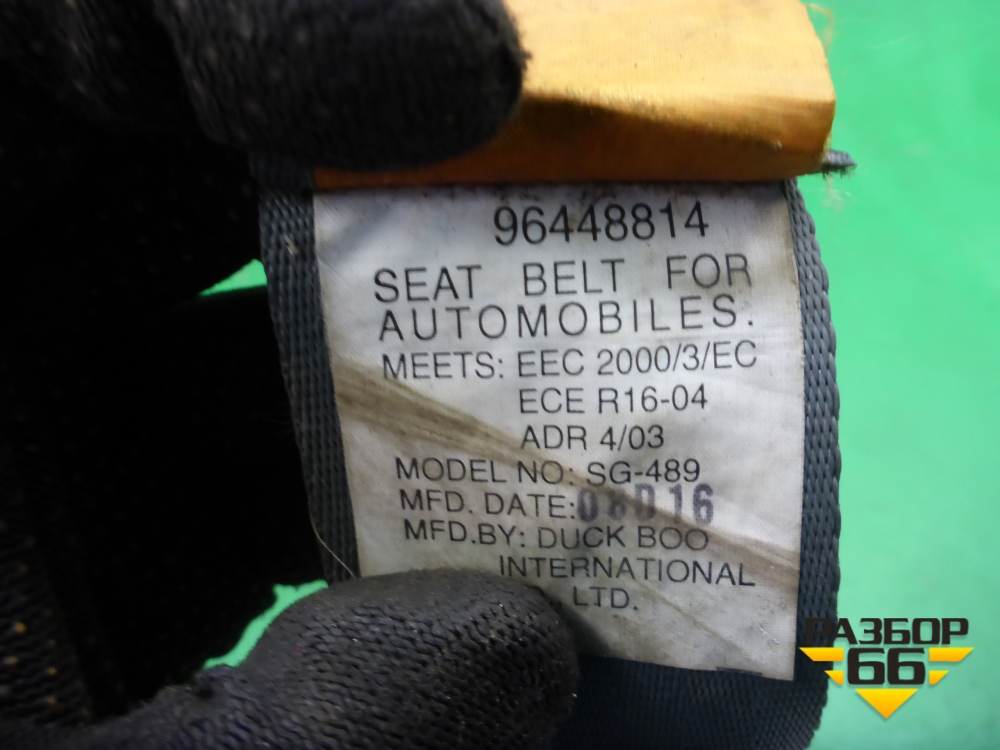 96448814
SEAT BELT FOR
AUTOMOBILES.
MEETS: EEC 2000/3/EC
ECE R16-04
ADR 4/03
MODEL NO: SG-489
MFD. DATE: 08D16
MFD.BY: DUCK BOO
INTERNATIONAL
LTD.
РАЗБОР
66